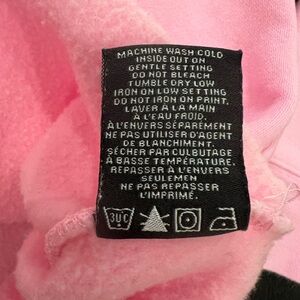 MACHINE WASH COLD
INSIDE OUT ON
GENTLE SETTING
DO NOT BLEACH
TUMBLE DRY LOW
IRON ON LOW SETTING
DO NOT IRON ON PRINT.
LAVER À LA MAIN
À L'EAU FROID.
À L'ENVERS SÉPAREMENT
NE PAS UTILISER D'AGENT
DE BLANCHIMENT.
SÉCHER PAR CULBUTAGE
À BASSE TEMPÉRATURE.
REPASSER À L'ENVERS
SEULEMEN
NE PAS REPASSER
L'IMPRIMÉ.